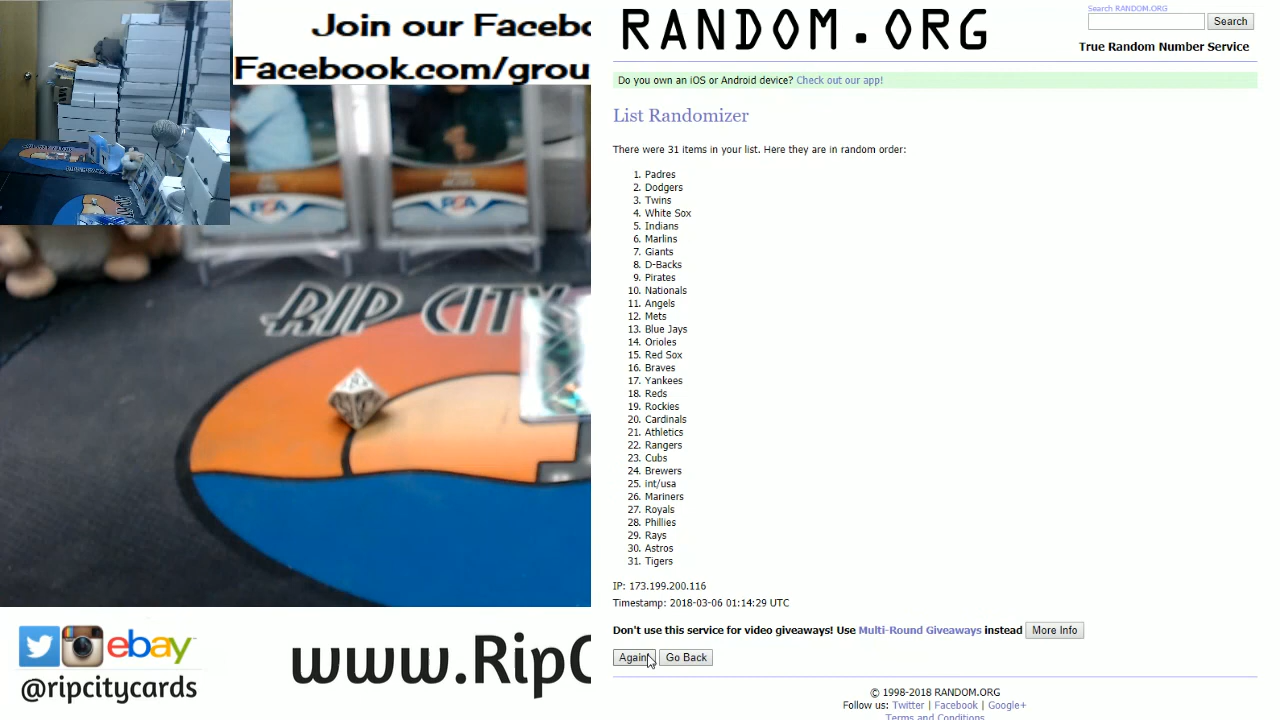 Join our Facebo
Facebook.com/grou
PSA
PSA
RIP CITY
@ripcitycards
ebay
www.RipC
RANDOM.ORG
Search RANDOM.ORG
Search
True Random Number Service
Do you own an iOS or Android device? Check out our app!
List Randomizer
There were 31 items in your list. Here they are in random order:
1. Padres
2. Dodgers
3. Twins
4. White Sox
5. Indians
6. Marlins
7. Giants
8. D-Backs
9. Pirates
10. Nationals
11. Angels
12. Mets
13. Blue Jays
14. Orioles
15. Red Sox
16. Braves
17. Yankees
18. Reds
19. Rockies
20. Cardinals
21. Athletics
22. Rangers
23. Cubs
24. Brewers
25. int/usa
26. Mariners
27. Royals
28. Phillies
29. Rays
30. Astros
31. Tigers
IP: 173.199.200.116
Timestamp: 2018-03-06 01:14:29 UTC
Don't use this service for video giveaways! Use Multi-Round Giveaways instead
More Info
Again!
Go Back
© 1998-2018 RANDOM.ORG
Follow us: Twitter | Facebook | Google+
Terms and Conditions